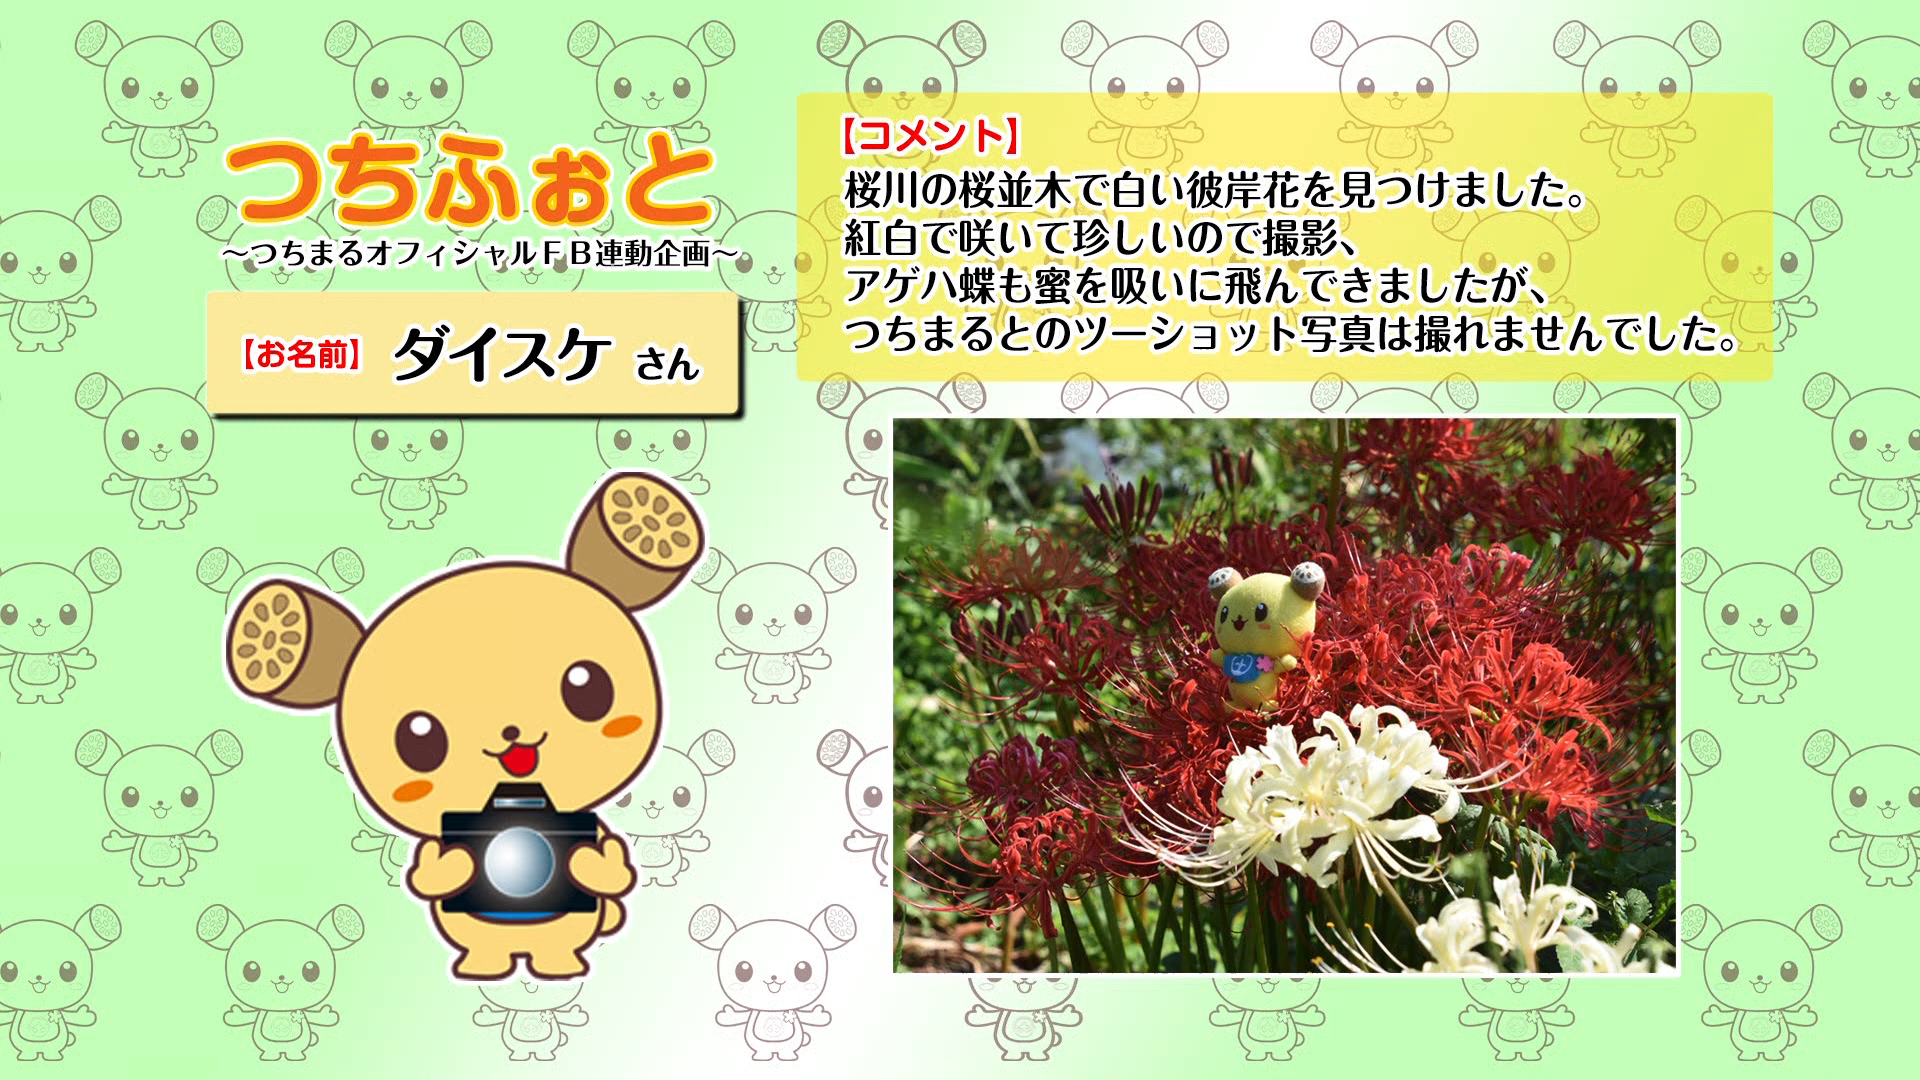 つちふぉと
～つちまるオフィシャルＦＢ連動企画～
【お名前】 ダイスケ さん
【コメント】
桜川の桜並木で白い彼岸花を見つけました。
紅白で咲いて珍しいので撮影、
アゲハ蝶も蜜を吸いに飛んできましたが、
つちまるとのツーショット写真は撮れませんでした。